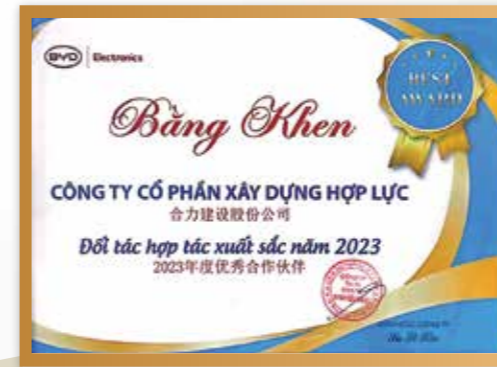 BYD Electronics
BEST
AWARD
Bằng Khen
CÔNG TY CỔ PHẦN XÂY DỰNG HỢP LỰC
合力建设股份公司
Đối tác hợp tác xuất sắc năm 2023
2023年度优秀合作伙伴